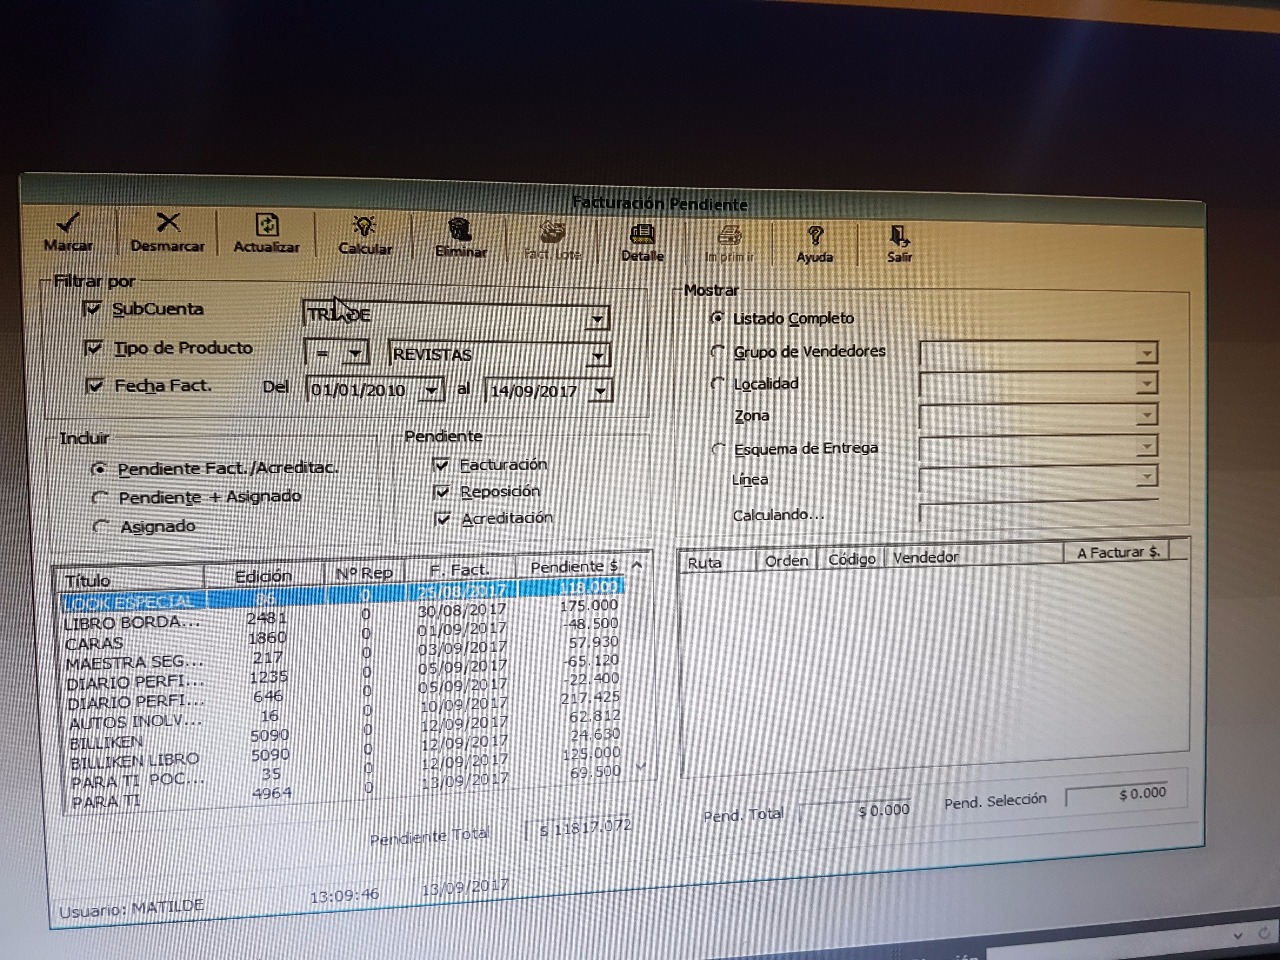 Facturación Pendiente
Marcar Desmarcar Actualizar Calcular Eliminar Fact. Lote Detalle Imprimir Ayuda Salir
Filtrar por
SubCuenta
Tipo de Producto = REVISTAS
Fecha Fact. Del 01/01/2010 al 14/09/2017
Incluir
Pendiente Fact./Acreditac.
Pendiente + Asignado
Asignado
Pendiente
Facturación
Reposición
Acreditación
Mostrar
Listado Completo
Grupo de Vendedores
Localidad
Zona
Esquema de Entrega
Línea
Calculando...
Título Edición Nº Rep F. Fact. Pendiente $
LOOK ESPECIAL 0 118.000
LIBRO BORDA... 2481 0 30/08/2017 175.000
CARAS 1860 0 01/09/2017 -48.500
MAESTRA SEG... 217 0 03/09/2017 57.930
DIARIO PERFI... 1235 0 05/09/2017 -65.120
DIARIO PERFI... 646 0 05/09/2017 -22.400
AUTOS INOLV... 16 0 10/09/2017 217.425
BILLIKEN 5090 0 12/09/2017 62.812
BILLIKEN LIBRO 5090 0 12/09/2017 24.630
PARA TI POC... 35 0 12/09/2017 125.000
PARA TI 4964 0 13/09/2017 69.500
Pendiente Total $ 11817.072
Ruta Orden Código Vendedor A Facturar $.
Pend. Total $ 0.000 Pend. Selección $ 0.000
Usuario: MATILDE 13:09:46 13/09/2017